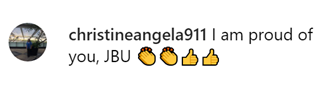 christineangela911 I am proud of
you, JBU 👏👏👍👍